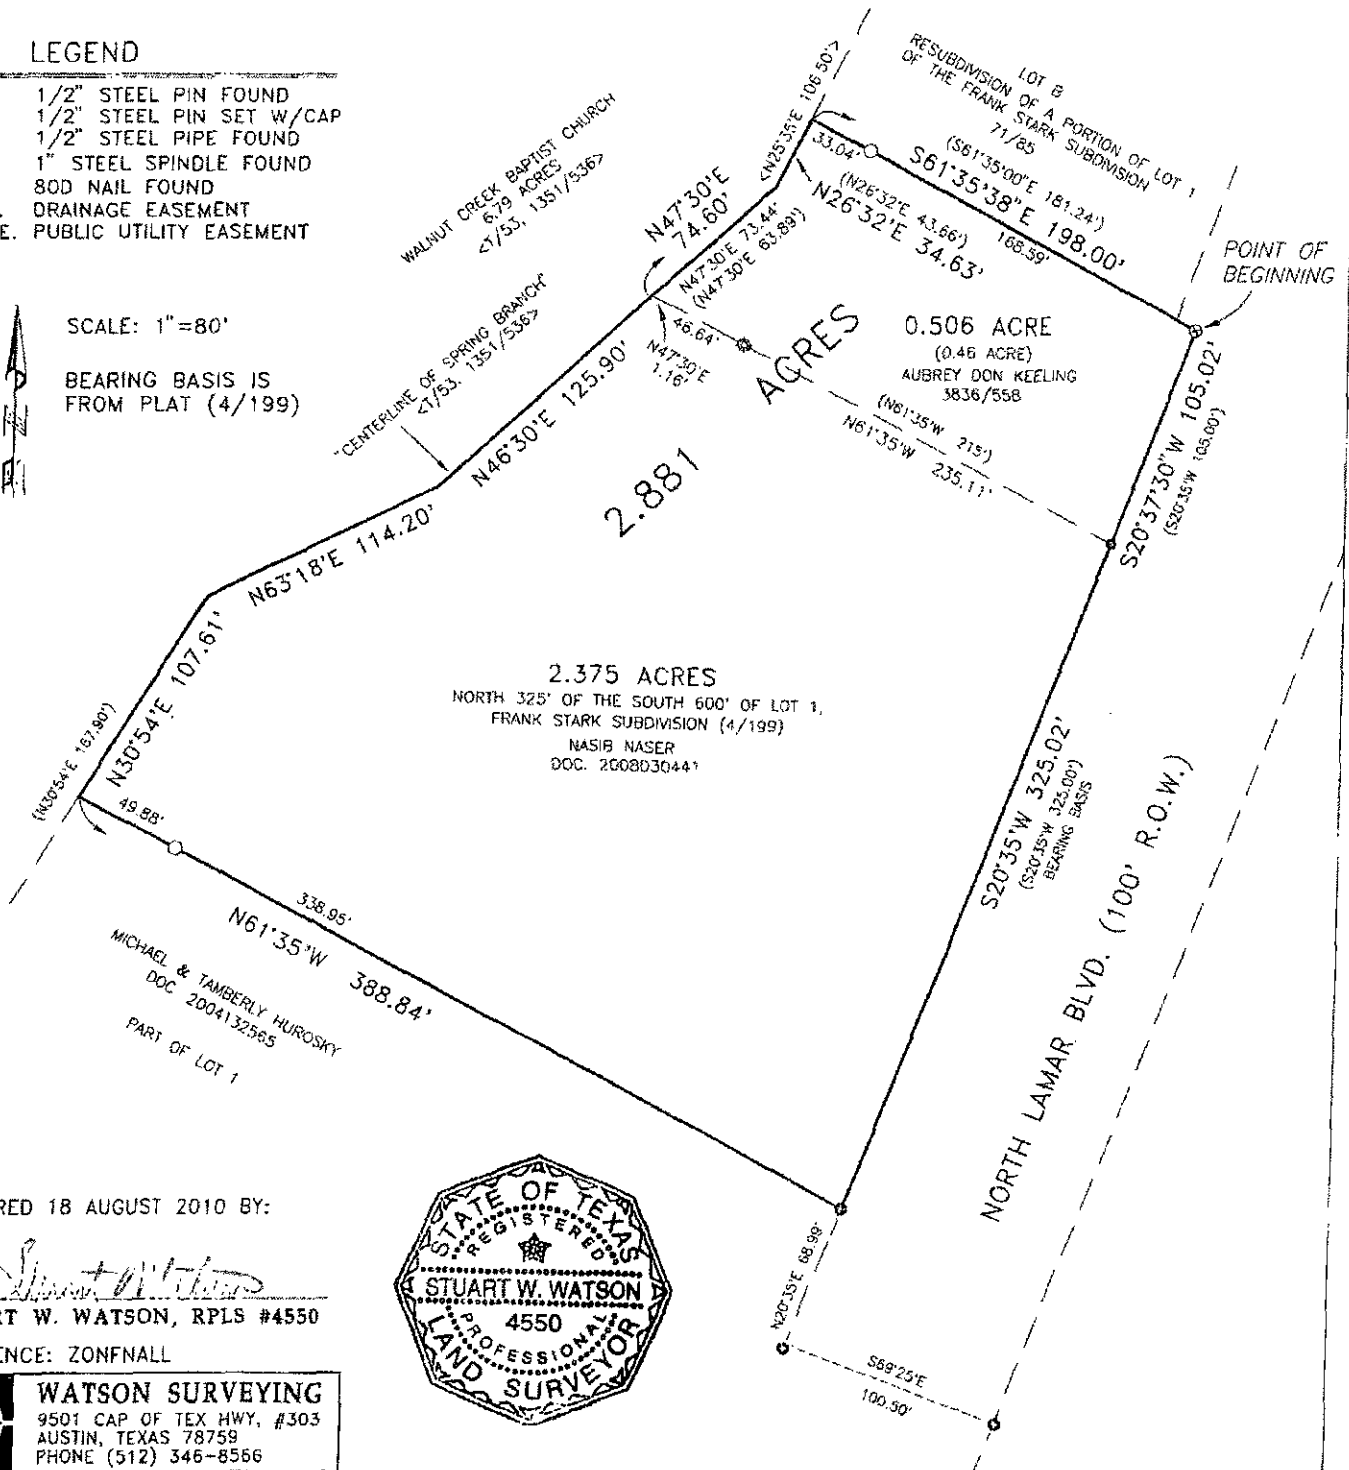 LEGEND
1/2" STEEL PIN FOUND
1/2" STEEL PIN SET W/CAP
1/2" STEEL PIPE FOUND
1" STEEL SPINDLE FOUND
80D NAIL FOUND
DRAINAGE EASEMENT
E. PUBLIC UTILITY EASEMENT
SCALE: 1"=80'
BEARING BASIS IS
FROM PLAT (4/199)
WALNUT CREEK BAPTIST CHURCH
6.79 ACRES
<T/53, 1351/536>
"CENTERLINE OF SPRING BRANCH"
<T/53, 1351/536>
<N25°35'E 106.50'>
LOT B
RESUBDIVISION OF A PORTION OF LOT 1
OF THE FRANK STARK SUBDIVISION
71/85
(S61°35'00"E 181.24')
S61°35'38"E 198.00'
33.04'
168.59'
(N26°32'E 43.66')
N26°32'E 34.63'
N47°30'E
74.60'
N47°30'E 73.44'
(N47°30'E 63.89')
POINT OF
BEGINNING
46.64'
N47°30'E
1.16'
2.881 ACRES
0.506 ACRE
(0.46 ACRE)
AUBREY DON KEELING
3836/558
(N61°35'W 215')
N61°35'W 235.11'
S20°37'30"W 105.02'
(S20°35'W 105.00')
N46°30'E 125.90'
N63°18'E 114.20'
N30°54'E 107.61'
(N30°54'E 167.90')
2.375 ACRES
NORTH 325' OF THE SOUTH 600' OF LOT 1,
FRANK STARK SUBDIVISION (4/199)
NASIB NASER
DOC. 2008030441
S20°35'W 325.02'
(S20°35'W 325.00')
BEARING BASIS
NORTH LAMAR BLVD. (100' R.O.W.)
49.88'
338.95'
N61°35'W 388.84'
MICHAEL & TAMBERLY HUROSKY
DOC 2004132565
PART OF LOT 1
N20°35'E 68.99'
S69°25'E
100.50'
RED 18 AUGUST 2010 BY:
RT W. WATSON, RPLS #4550
ENCE: ZONFNALL
WATSON SURVEYING
9501 CAP OF TEX HWY, #303
AUSTIN, TEXAS 78759
PHONE (512) 346-8566
STATE OF TEXAS
REGISTERED
STUART W. WATSON
4550
PROFESSIONAL
LAND SURVEYOR